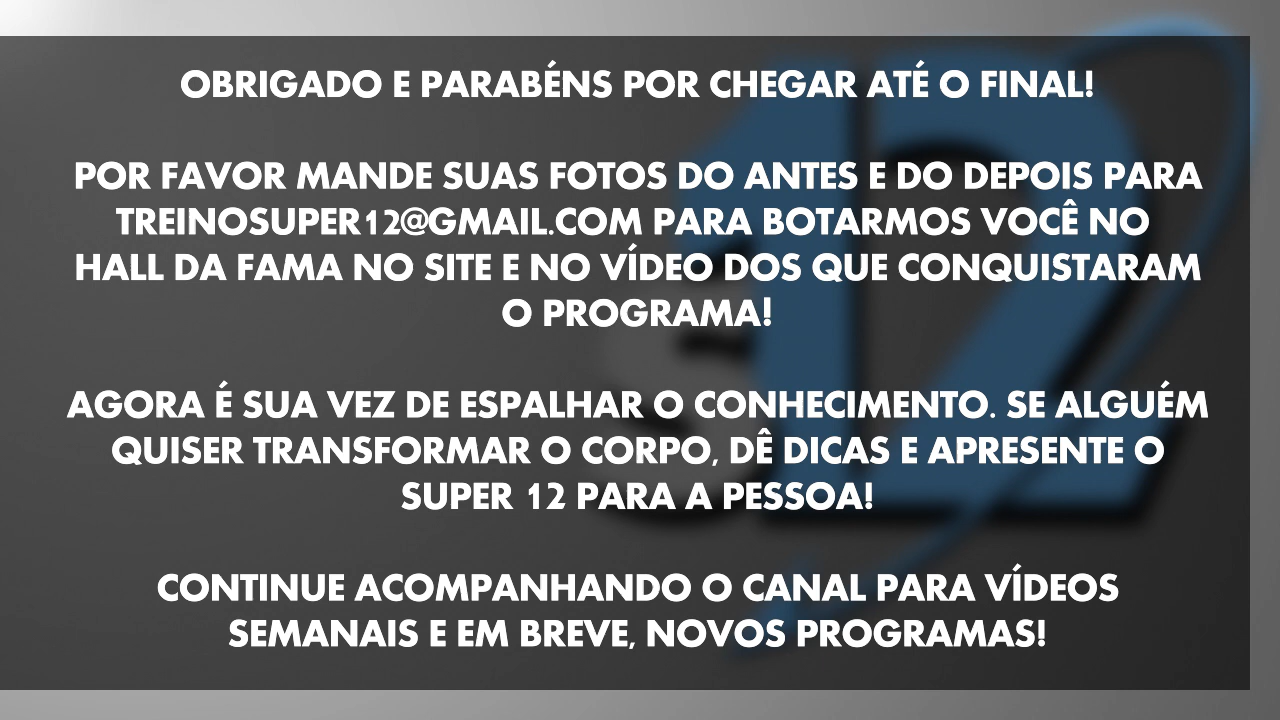 OBRIGADO E PARABÉNS POR CHEGAR ATÉ O FINAL!
POR FAVOR MANDE SUAS FOTOS DO ANTES E DO DEPOIS PARA
TREINOSUPER12@GMAIL.COM PARA BOTARMOS VOCÊ NO
HALL DA FAMA NO SITE E NO VÍDEO DOS QUE CONQUISTARAM
O PROGRAMA!
AGORA É SUA VEZ DE ESPALHAR O CONHECIMENTO. SE ALGUÉM
QUISER TRANSFORMAR O CORPO, DÊ DICAS E APRESENTE O
SUPER 12 PARA A PESSOA!
CONTINUE ACOMPANHANDO O CANAL PARA VÍDEOS
SEMANAIS E EM BREVE, NOVOS PROGRAMAS!